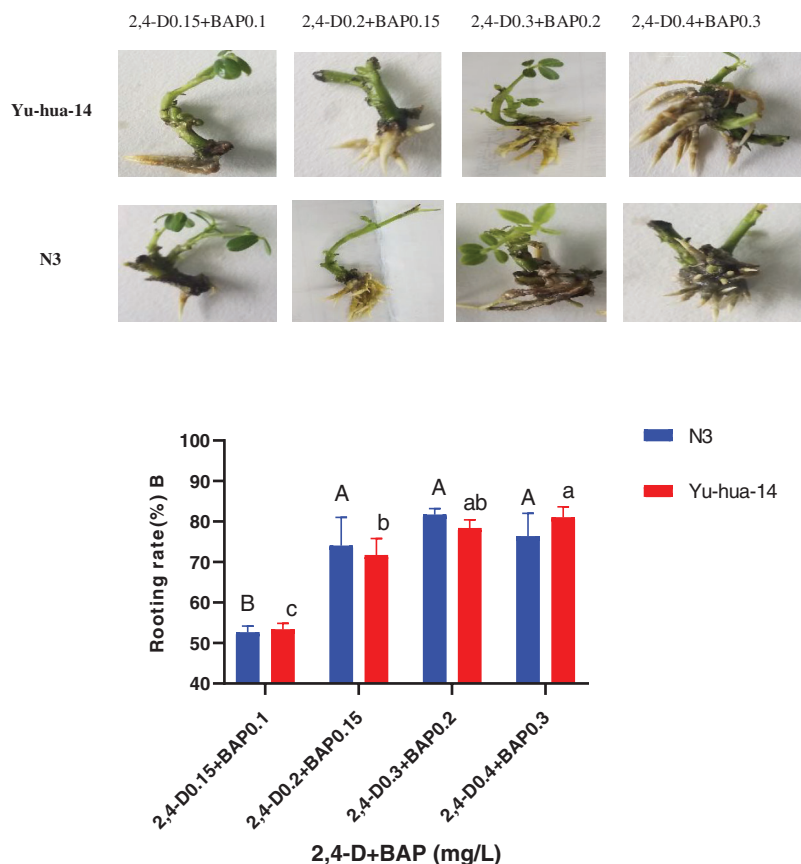 2,4-D0.15+BAP0.1 2,4-D0.2+BAP0.15 2,4-D0.3+BAP0.2 2,4-D0.4+BAP0.3
Yu-hua-14
N3
N3
Yu-hua-14
Rooting rate(%) B
100
90
80
70
60
50
40
B
c
A
b
A
ab
A
a
2,4-D0.15+BAP0.1
2,4-D0.2+BAP0.15
2,4-D0.3+BAP0.2
2,4-D0.4+BAP0.3
2,4-D+BAP (mg/L)